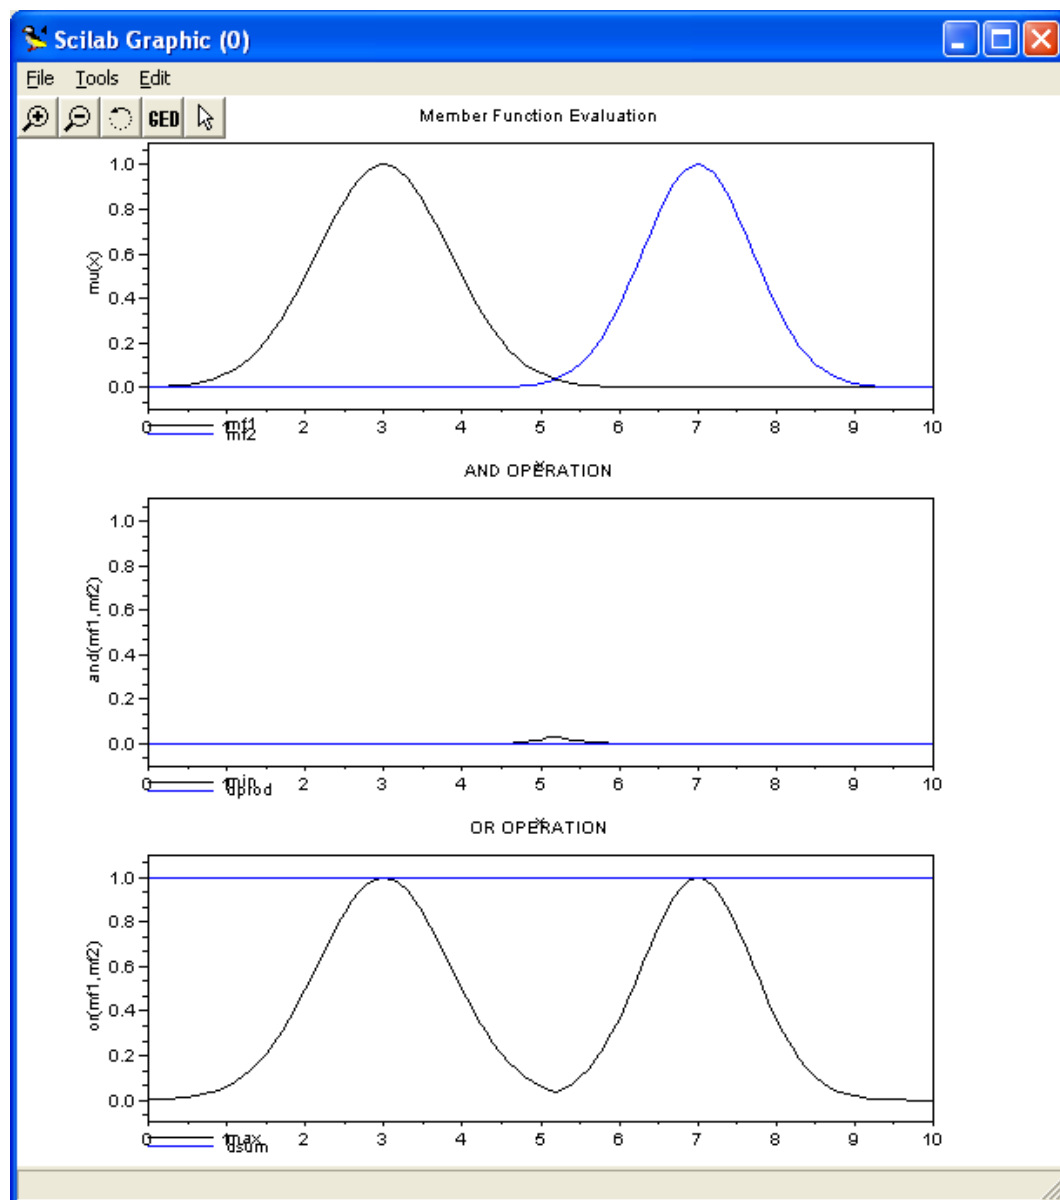 Scilab Graphic (0)
File Tools Edit
GED
Member Function Evaluation
mu(x)
1.0
0.8
0.6
0.4
0.2
0.0
0 1 2 3 4 5 6 7 8 9 10
mf1
mf2
x
AND OPERATION
and(mf1,mf2)
1.0
0.8
0.6
0.4
0.2
0.0
0 1 2 3 4 5 6 7 8 9 10
min
dprod
x
OR OPERATION
or(mf1,mf2)
1.0
0.8
0.6
0.4
0.2
0.0
0 1 2 3 4 5 6 7 8 9 10
max
dsum